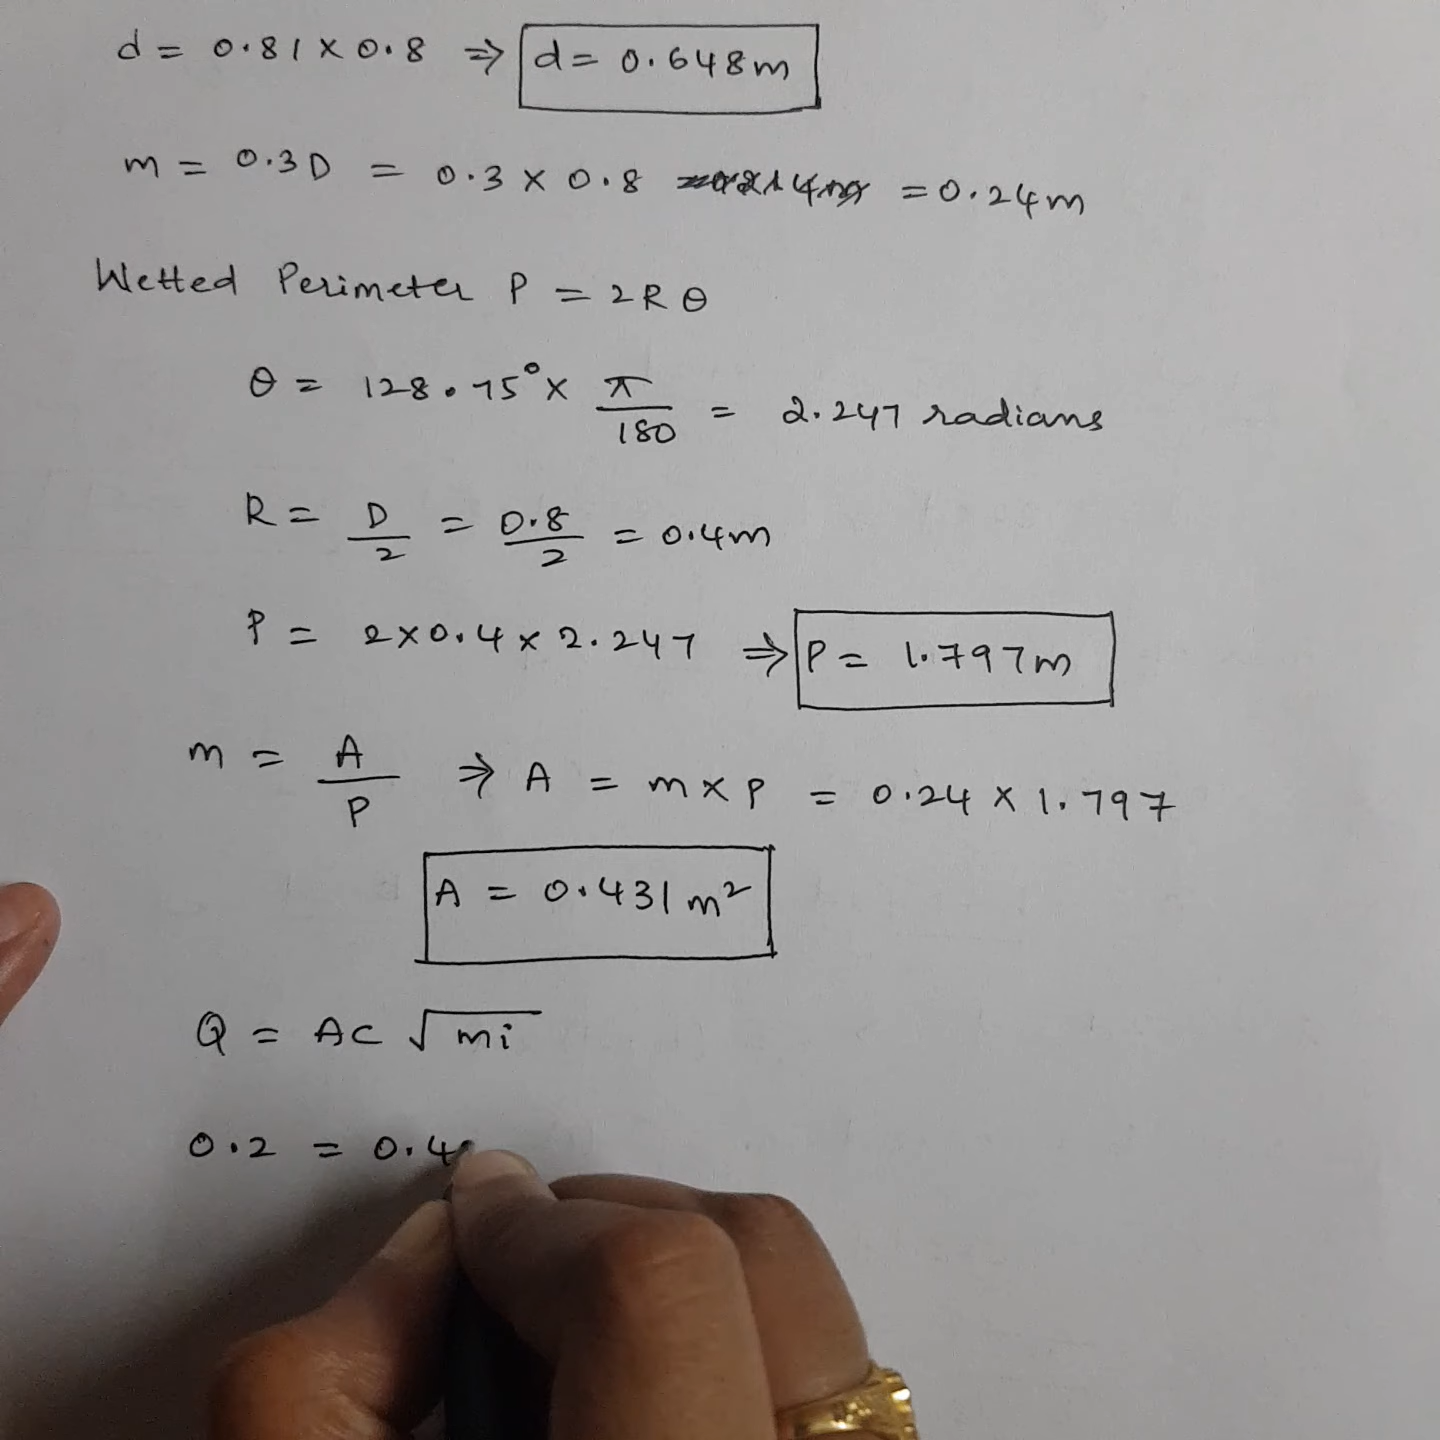 d = 0.81 × 0.8 ⇒ d = 0.648m
m = 0.3D = 0.3 × 0.8 = 0.24m
Wetted Perimeter P = 2Rθ
θ = 128.75° × π/180 = 2.247 radians
R = D/2 = 0.8/2 = 0.4m
P = 2×0.4×2.247 ⇒ P = 1.797m
m = A/P ⇒ A = m×P = 0.24 × 1.797
A = 0.431 m²
Q = AC √mi
0.2 = 0.4